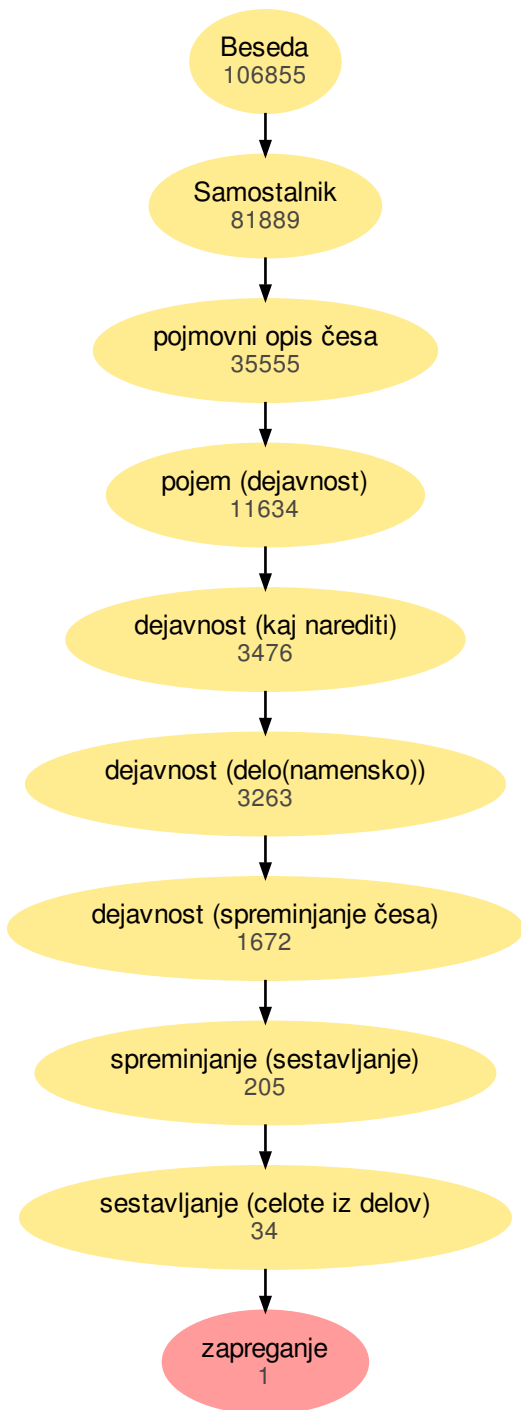 Beseda
106855
Samostalnik
81889
pojmovni opis česa
35555
pojem (dejavnost)
11634
dejavnost (kaj narediti)
3476
dejavnost (delo(namensko))
3263
dejavnost (spreminjanje česa)
1672
spreminjanje (sestavljanje)
205
sestavljanje (celote iz delov)
34
zapreganje
1